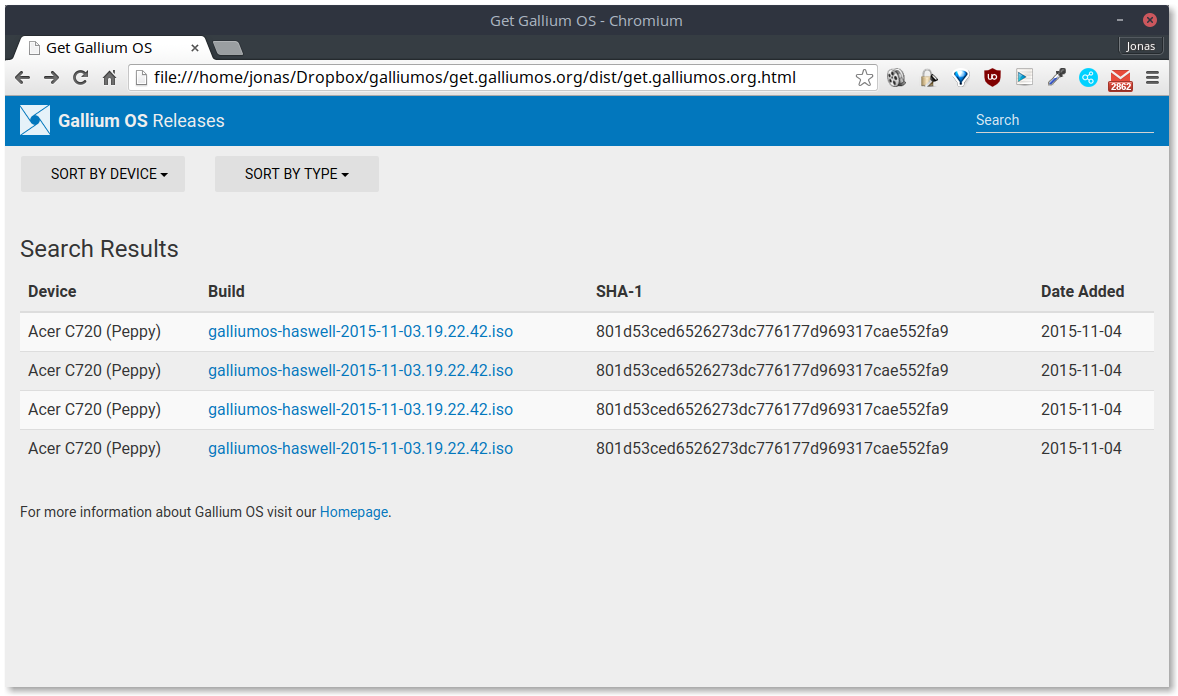 Get Gallium OS - Chromium
Get Gallium OS
Jonas
file:///home/jonas/Dropbox/galliumos/get.galliumos.org/dist/get.galliumos.org.html
UO
2862
Gallium OS Releases
Search
SORT BY DEVICE
SORT BY TYPE
Search Results
Device Build SHA-1 Date Added
Acer C720 (Peppy) galliumos-haswell-2015-11-03.19.22.42.iso 801d53ced6526273dc776177d969317cae552fa9 2015-11-04
Acer C720 (Peppy) galliumos-haswell-2015-11-03.19.22.42.iso 801d53ced6526273dc776177d969317cae552fa9 2015-11-04
Acer C720 (Peppy) galliumos-haswell-2015-11-03.19.22.42.iso 801d53ced6526273dc776177d969317cae552fa9 2015-11-04
Acer C720 (Peppy) galliumos-haswell-2015-11-03.19.22.42.iso 801d53ced6526273dc776177d969317cae552fa9 2015-11-04
For more information about Gallium OS visit our Homepage.